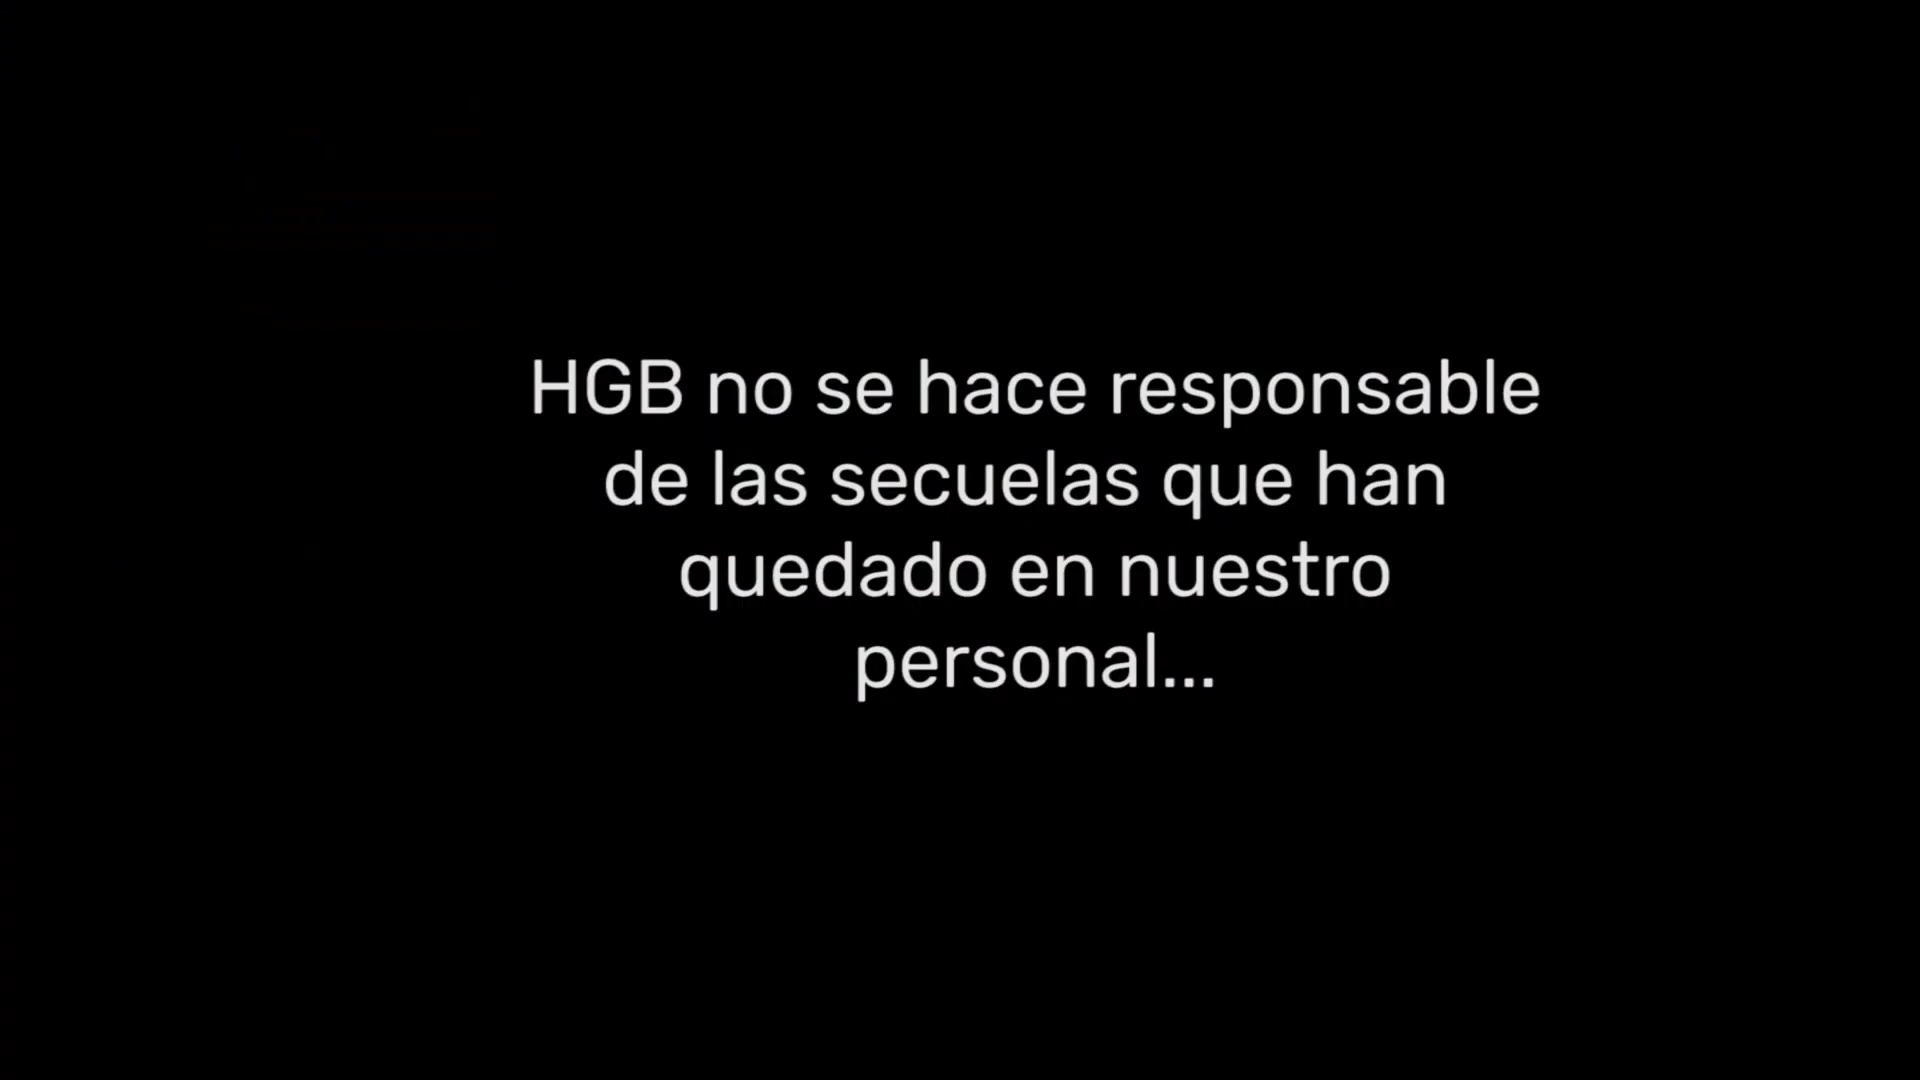 HGB no se hace responsable
de las secuelas que han
quedado en nuestro
personal...